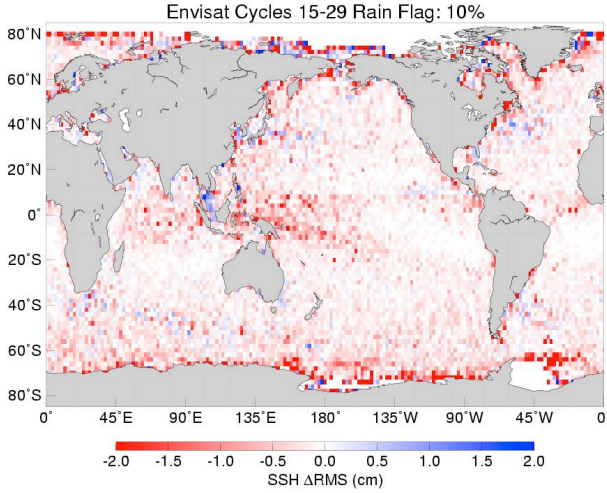 Envisat Cycles 15-29 Rain Flag: 10%
80˚N
60˚N
40˚N
20˚N
0˚
20˚S
40˚S
60˚S
80˚S
0˚ 45˚E 90˚E 135˚E 180˚ 135˚W 90˚W 45˚W 0˚
-2.0 -1.5 -1.0 -0.5 0.0 0.5 1.0 1.5 2.0
SSH ΔRMS (cm)